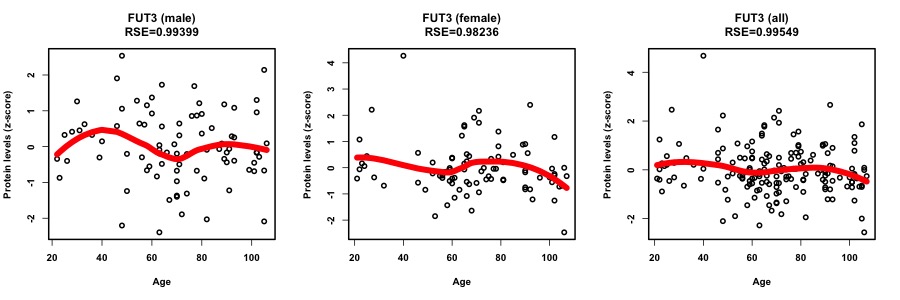 FUT3 (male)
RSE=0.99399
Protein levels (z-score)
2
1
0
-1
-2
20 40 60 80 100
Age
FUT3 (female)
RSE=0.98236
Protein levels (z-score)
4
3
2
1
0
-1
-2
20 40 60 80 100
Age
FUT3 (all)
RSE=0.99549
Protein levels (z-score)
4
2
0
-2
20 40 60 80 100
Age